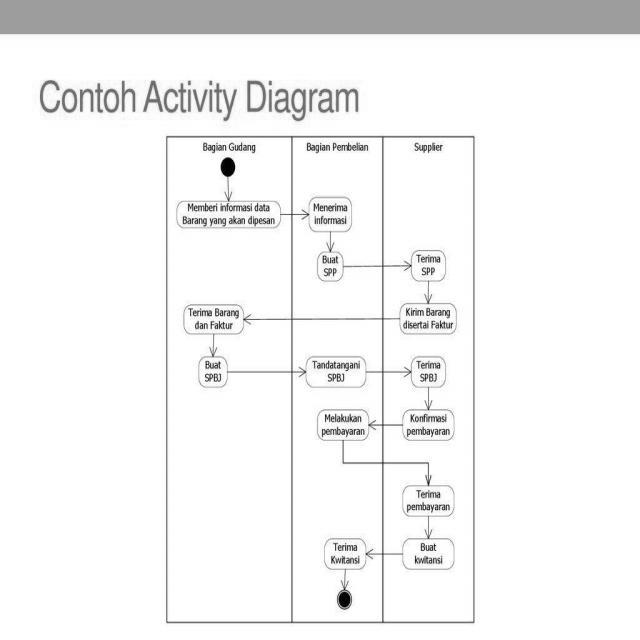 Contoh Activity Diagram
Bagian Gudang
Bagian Pembelian
Supplier
Memberi informasi data
Barang yang akan dipesan
Menerima
informasi
Buat
SPP
Terima
SPP
Kirim Barang
disertai Faktur
Terima Barang
dan Faktur
Buat
SPBJ
Tandatangani
SPBJ
Terima
SPBJ
Konfirmasi
pembayaran
Melakukan
pembayaran
Terima
pembayaran
Buat
kwitansi
Terima
Kwitansi